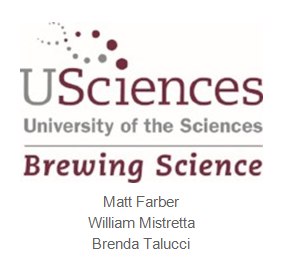 USciences
University of the Sciences
Brewing Science
Matt Farber
William Mistretta
Brenda Talucci